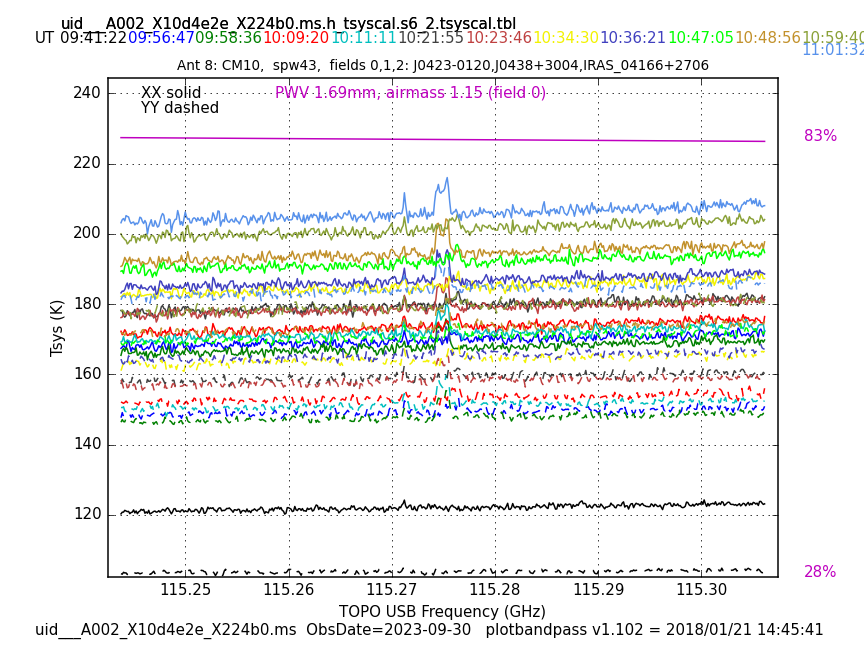 uid___A002_X10d4e2e_X224b0.ms.h_tsyscal.s6_2.tsyscal.tbl
UT 09:41:22 09:56:47 09:58:36 10:09:20 10:11:11 10:21:55 10:23:46 10:34:30 10:36:21 10:47:05 10:48:56 10:59:40
11:01:32
Ant 8: CM10,  spw43,  fields 0,1,2: J0423-0120,J0438+3004,IRAS_04166+2706
XX solid
PWV 1.69mm, airmass 1.15 (field 0)
YY dashed
240
220
200
180
160
140
120
Tsys (K)
83%
28%
115.25 115.26 115.27 115.28 115.29 115.30
TOPO USB Frequency (GHz)
uid___A002_X10d4e2e_X224b0.ms  ObsDate=2023-09-30   plotbandpass v1.102 = 2018/01/21 14:45:41